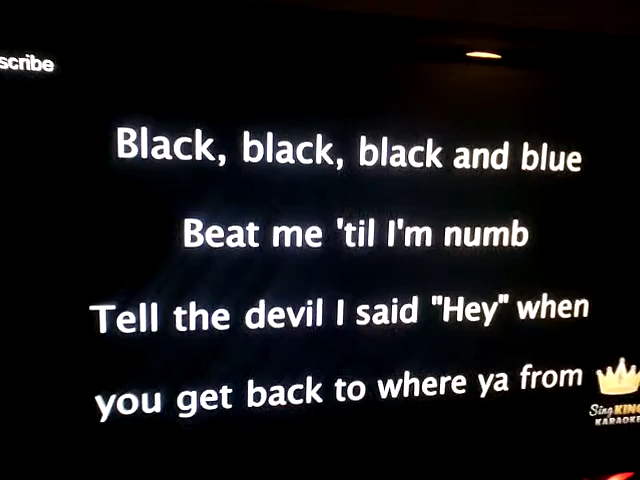 scribe
Black, black, black and blue
Beat me 'til I'm numb
Tell the devil I said "Hey" when
you get back to where ya from
Sing KING
KARAOKE